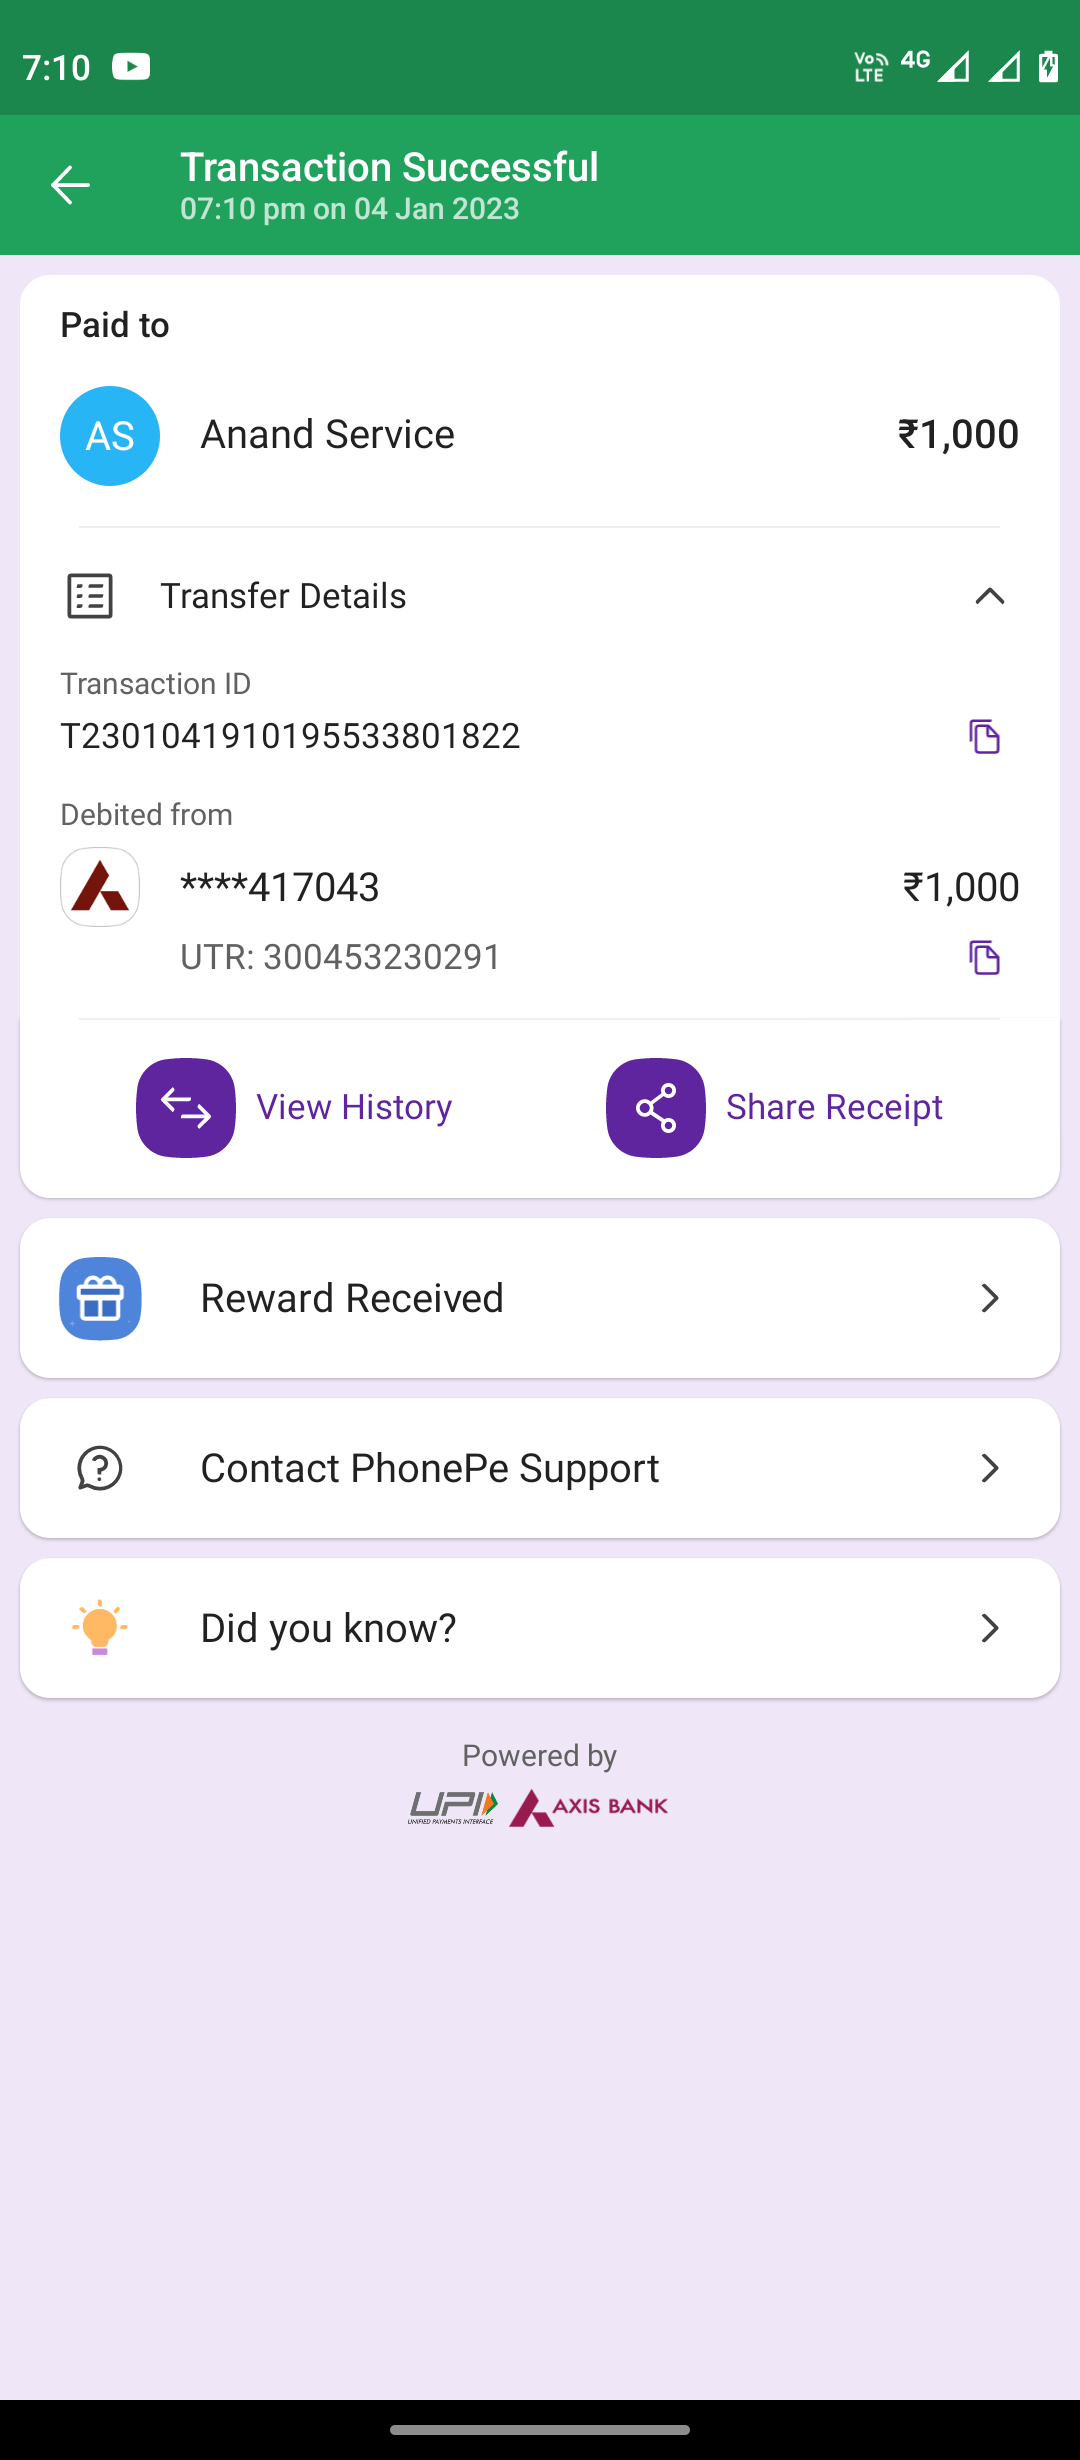 7:10
Vo LTE 4G
Transaction Successful
07:10 pm on 04 Jan 2023
Paid to
AS
Anand Service
₹1,000
Transfer Details
Transaction ID
T2301041910195533801822
Debited from
****417043
₹1,000
UTR: 300453230291
View History
Share Receipt
Reward Received
Contact PhonePe Support
Did you know?
Powered by
UPI
UNIFIED PAYMENTS INTERFACE
AXIS BANK